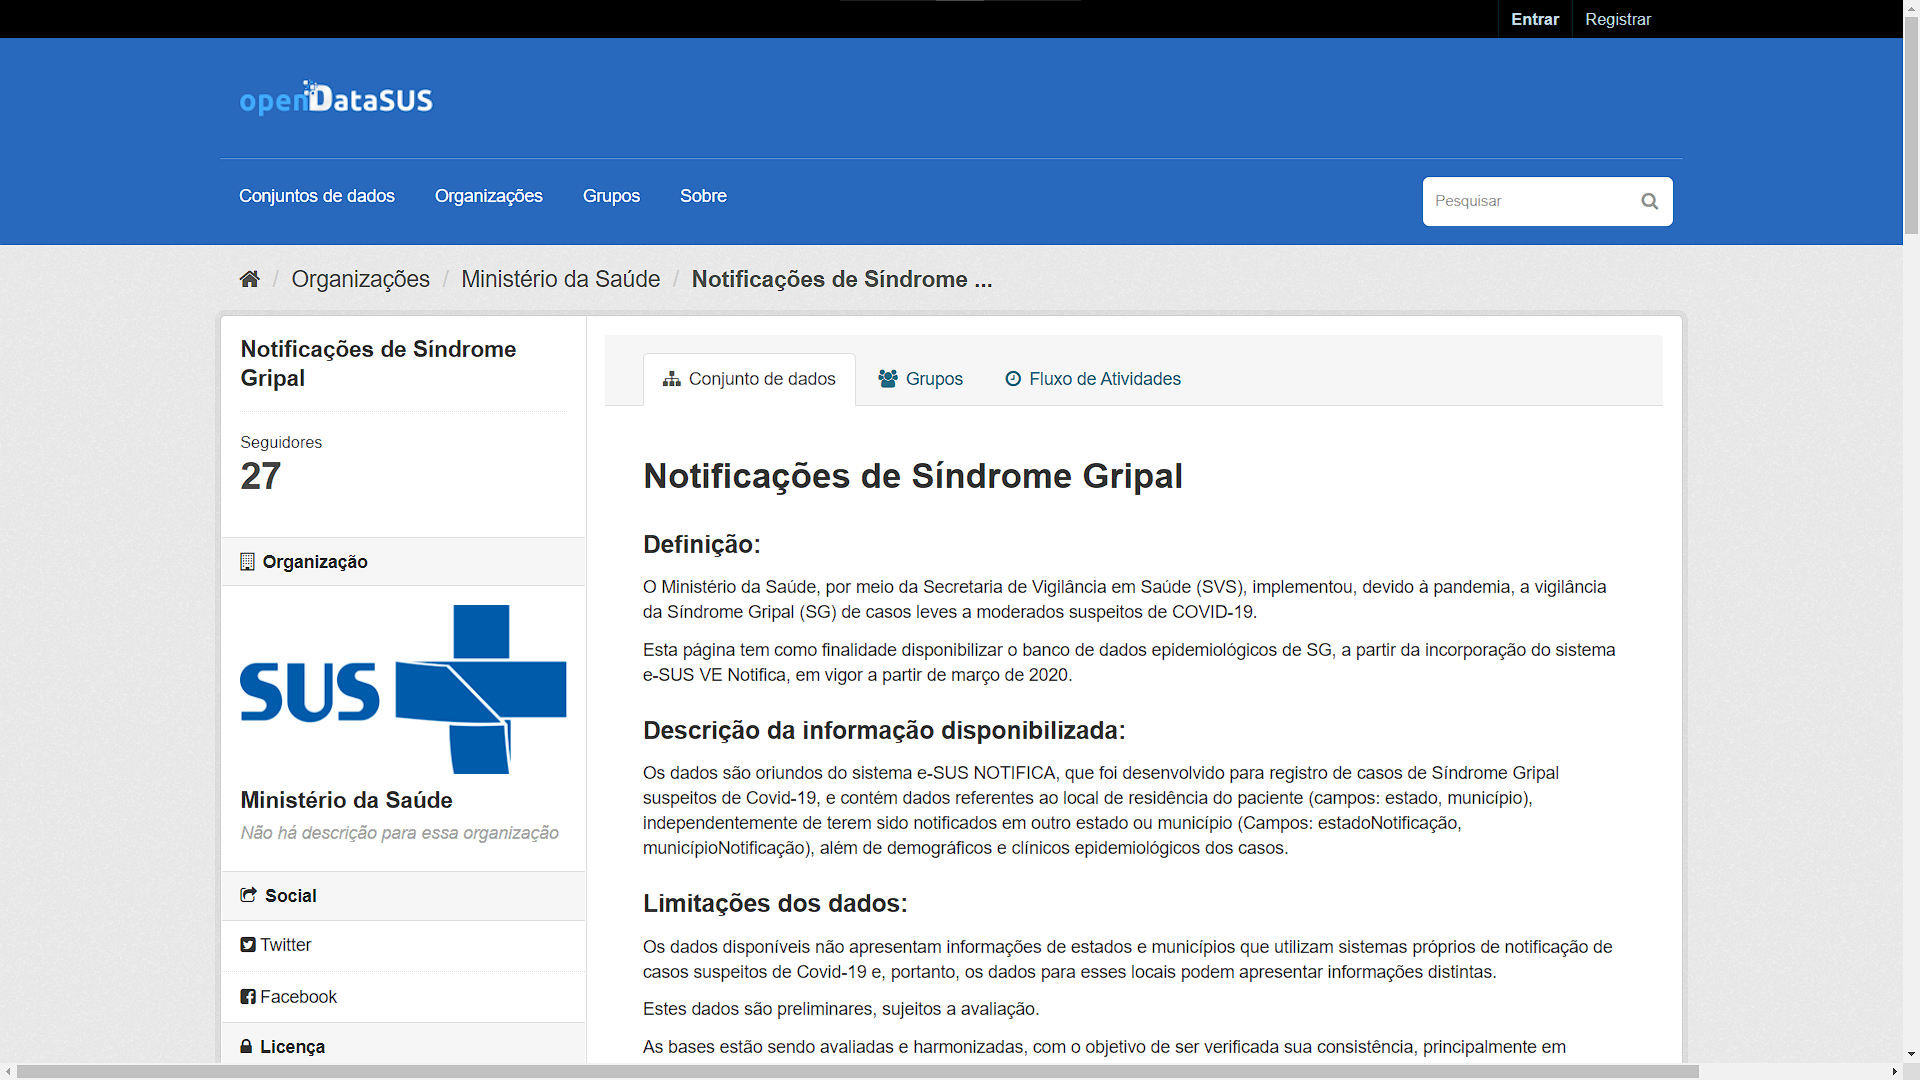 Entrar Registrar
openDataSUS
Conjuntos de dados Organizações Grupos Sobre
Pesquisar
/ Organizações / Ministério da Saúde / Notificações de Síndrome ...
Notificações de Síndrome
Gripal
Seguidores
27
Organização
SUS
Ministério da Saúde
Não há descrição para essa organização
Social
Twitter
Facebook
Licença
Conjunto de dados Grupos Fluxo de Atividades
Notificações de Síndrome Gripal
Definição:
O Ministério da Saúde, por meio da Secretaria de Vigilância em Saúde (SVS), implementou, devido à pandemia, a vigilância
da Síndrome Gripal (SG) de casos leves a moderados suspeitos de COVID-19.
Esta página tem como finalidade disponibilizar o banco de dados epidemiológicos de SG, a partir da incorporação do sistema
e-SUS VE Notifica, em vigor a partir de março de 2020.
Descrição da informação disponibilizada:
Os dados são oriundos do sistema e-SUS NOTIFICA, que foi desenvolvido para registro de casos de Síndrome Gripal
suspeitos de Covid-19, e contém dados referentes ao local de residência do paciente (campos: estado, município),
independentemente de terem sido notificados em outro estado ou município (Campos: estadoNotificação,
municípioNotificação), além de demográficos e clínicos epidemiológicos dos casos.
Limitações dos dados:
Os dados disponíveis não apresentam informações de estados e municípios que utilizam sistemas próprios de notificação de
casos suspeitos de Covid-19 e, portanto, os dados para esses locais podem apresentar informações distintas.
Estes dados são preliminares, sujeitos a avaliação.
As bases estão sendo avaliadas e harmonizadas, com o objetivo de ser verificada sua consistência, principalmente em